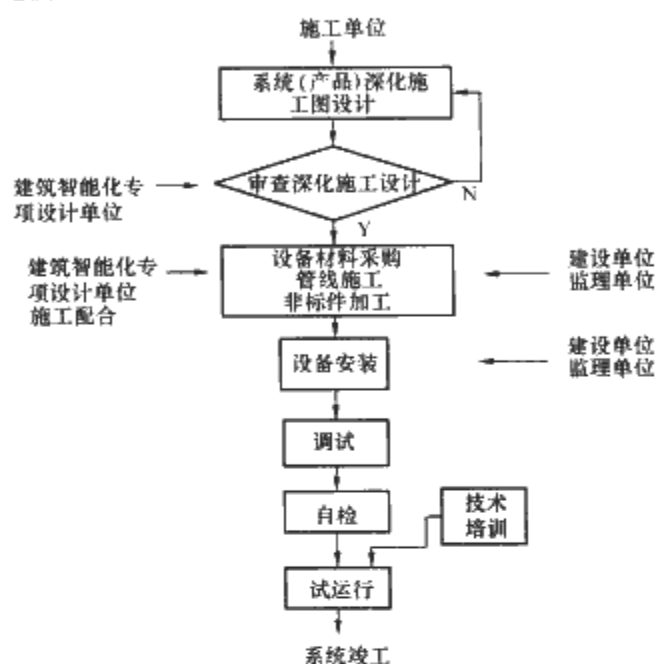 施工单位
系统(产品)深化施
工图设计
建筑智能化专
项设计单位
审查深化施工设计
N
Y
建筑智能化专
项设计单位
施工配合
设备材料采购
管线施工
非标件加工
建设单位
监理单位
设备安装
建设单位
监理单位
调试
自检
技术
培训
试运行
系统竣工